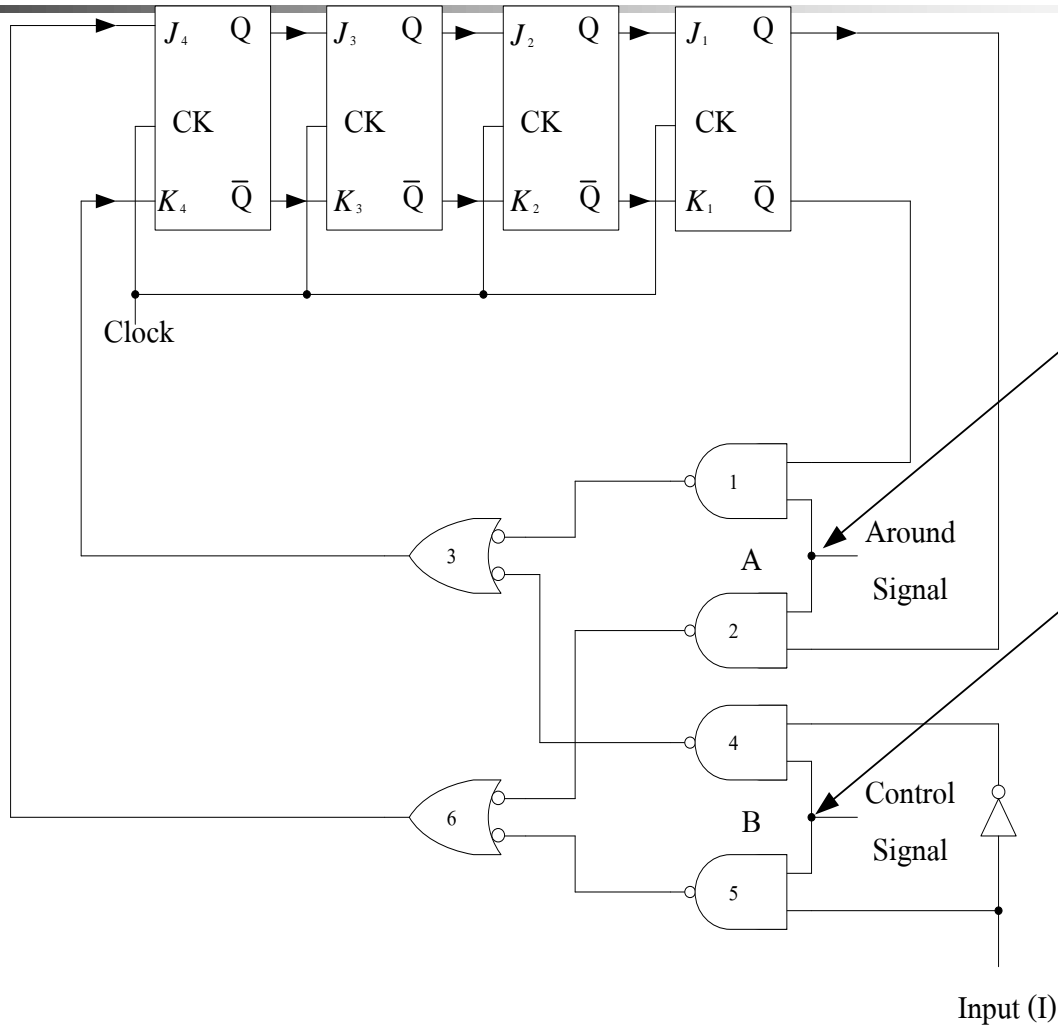 J4 Q J3 Q J2 Q J1 Q
CK CK CK CK
K4 Q̅ K3 Q̅ K2 Q̅ K1 Q̅
Clock
1
Around
3 A
Signal
2
4
Control
6 B
Signal
5
Input (I)